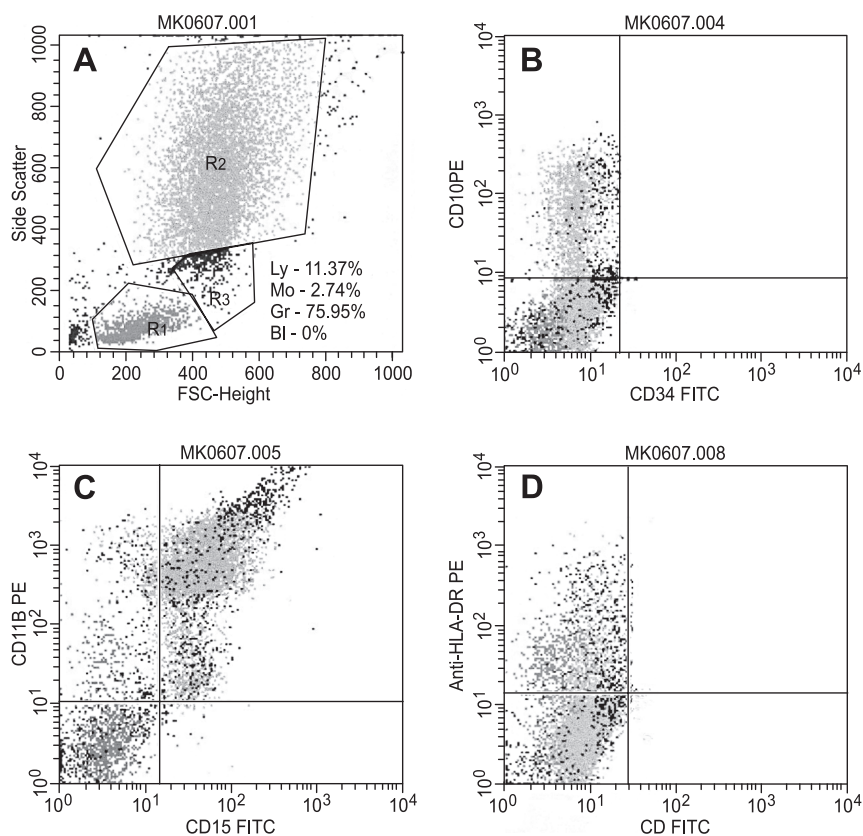 MK0607.001
A
1000
800
600
400
200
0
Side Scatter
R2
R3
R1
Ly - 11.37%
Mo - 2.74%
Gr - 75.95%
Bl - 0%
0 200 400 600 800 1000
FSC-Height
MK0607.004
B
10⁴
10³
10²
10¹
10⁰
CD10PE
10⁰ 10¹ 10² 10³ 10⁴
CD34 FITC
MK0607.005
C
10⁴
10³
10²
10¹
10⁰
CD11B PE
10⁰ 10¹ 10² 10³ 10⁴
CD15 FITC
MK0607.008
D
10⁴
10³
10²
10¹
10⁰
Anti-HLA-DR PE
10⁰ 10¹ 10² 10³ 10⁴
CD FITC